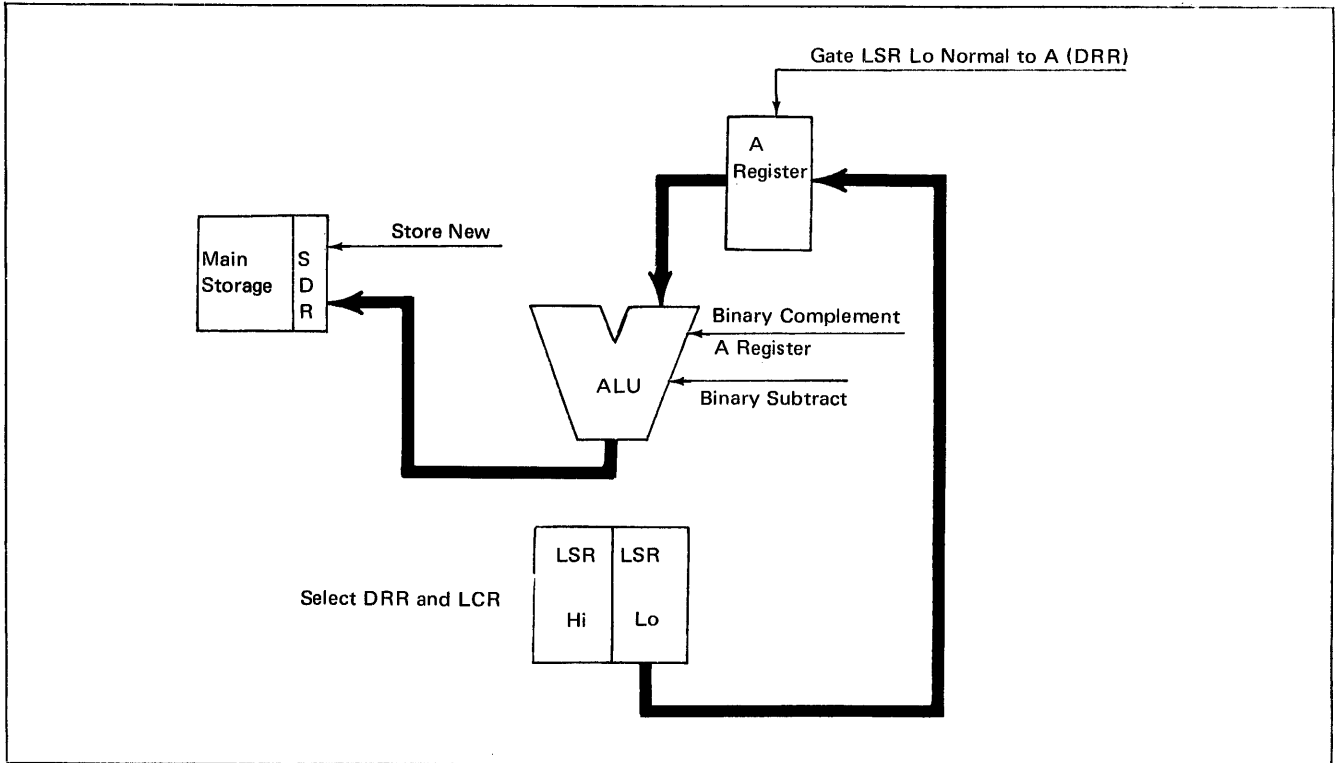 Gate LSR Lo Normal to A (DRR)
A
Register
Store New
Main
Storage
S
D
R
Binary Complement
A Register
ALU
Binary Subtract
LSR
LSR
Select DRR and LCR
Hi
Lo